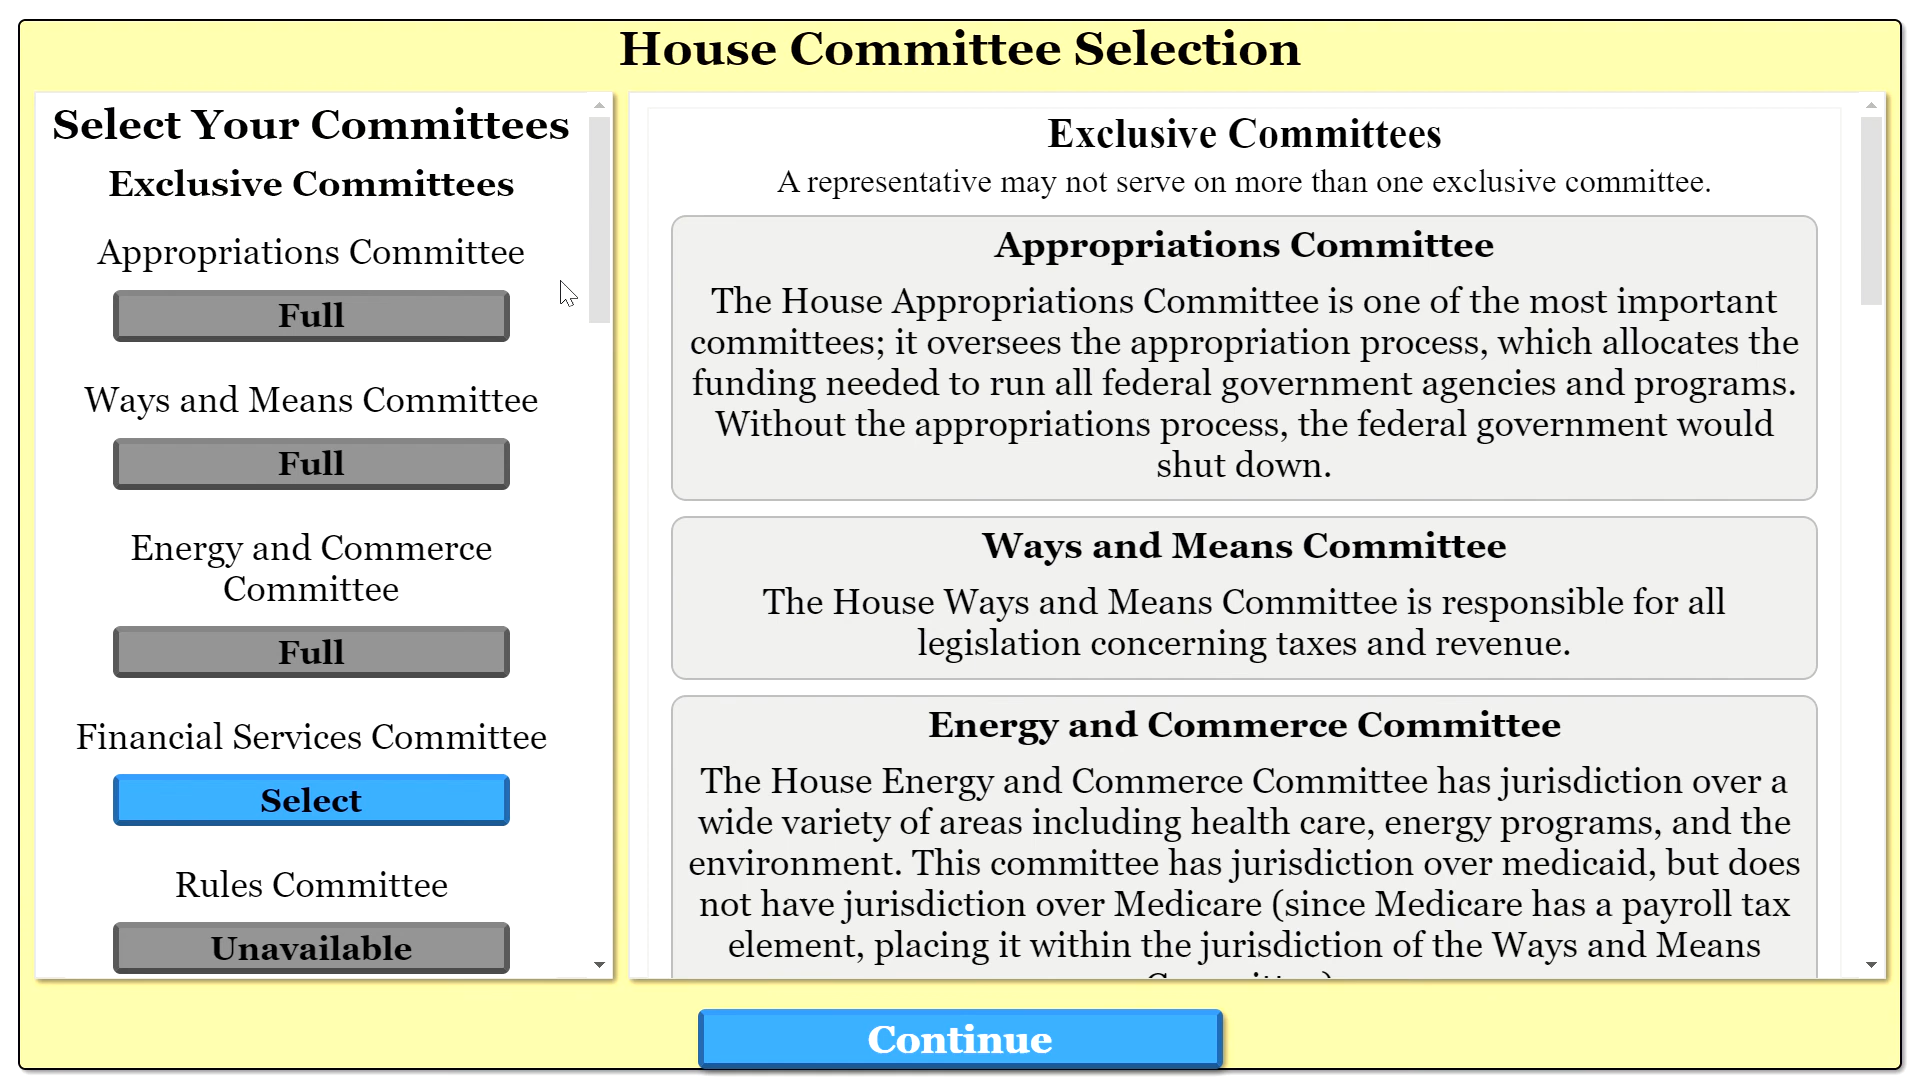 House Committee Selection
Select Your Committees
Exclusive Committees
Appropriations Committee
Full
Ways and Means Committee
Full
Energy and Commerce
Committee
Full
Financial Services Committee
Select
Rules Committee
Unavailable
Exclusive Committees
A representative may not serve on more than one exclusive committee.
Appropriations Committee
The House Appropriations Committee is one of the most important
committees; it oversees the appropriation process, which allocates the
funding needed to run all federal government agencies and programs.
Without the appropriations process, the federal government would
shut down.
Ways and Means Committee
The House Ways and Means Committee is responsible for all
legislation concerning taxes and revenue.
Energy and Commerce Committee
The House Energy and Commerce Committee has jurisdiction over a
wide variety of areas including health care, energy programs, and the
environment. This committee has jurisdiction over medicaid, but does
not have jurisdiction over Medicare (since Medicare has a payroll tax
element, placing it within the jurisdiction of the Ways and Means
Continue